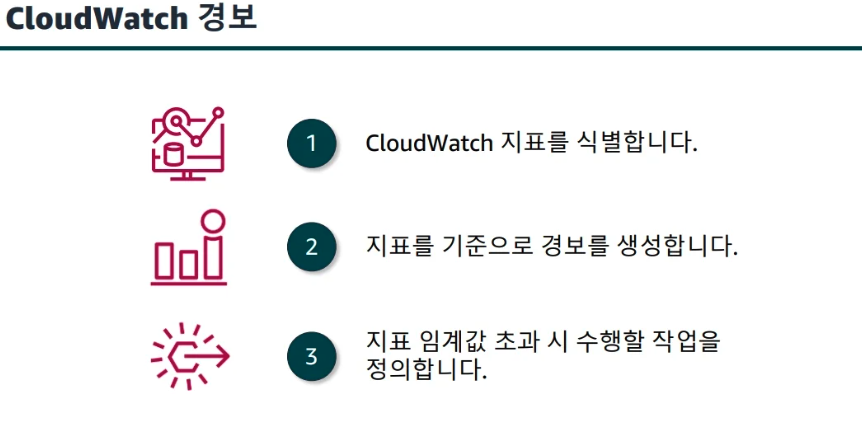 CloudWatch 경보
1 CloudWatch 지표를 식별합니다.
2 지표를 기준으로 경보를 생성합니다.
3 지표 임계값 초과 시 수행할 작업을
정의합니다.